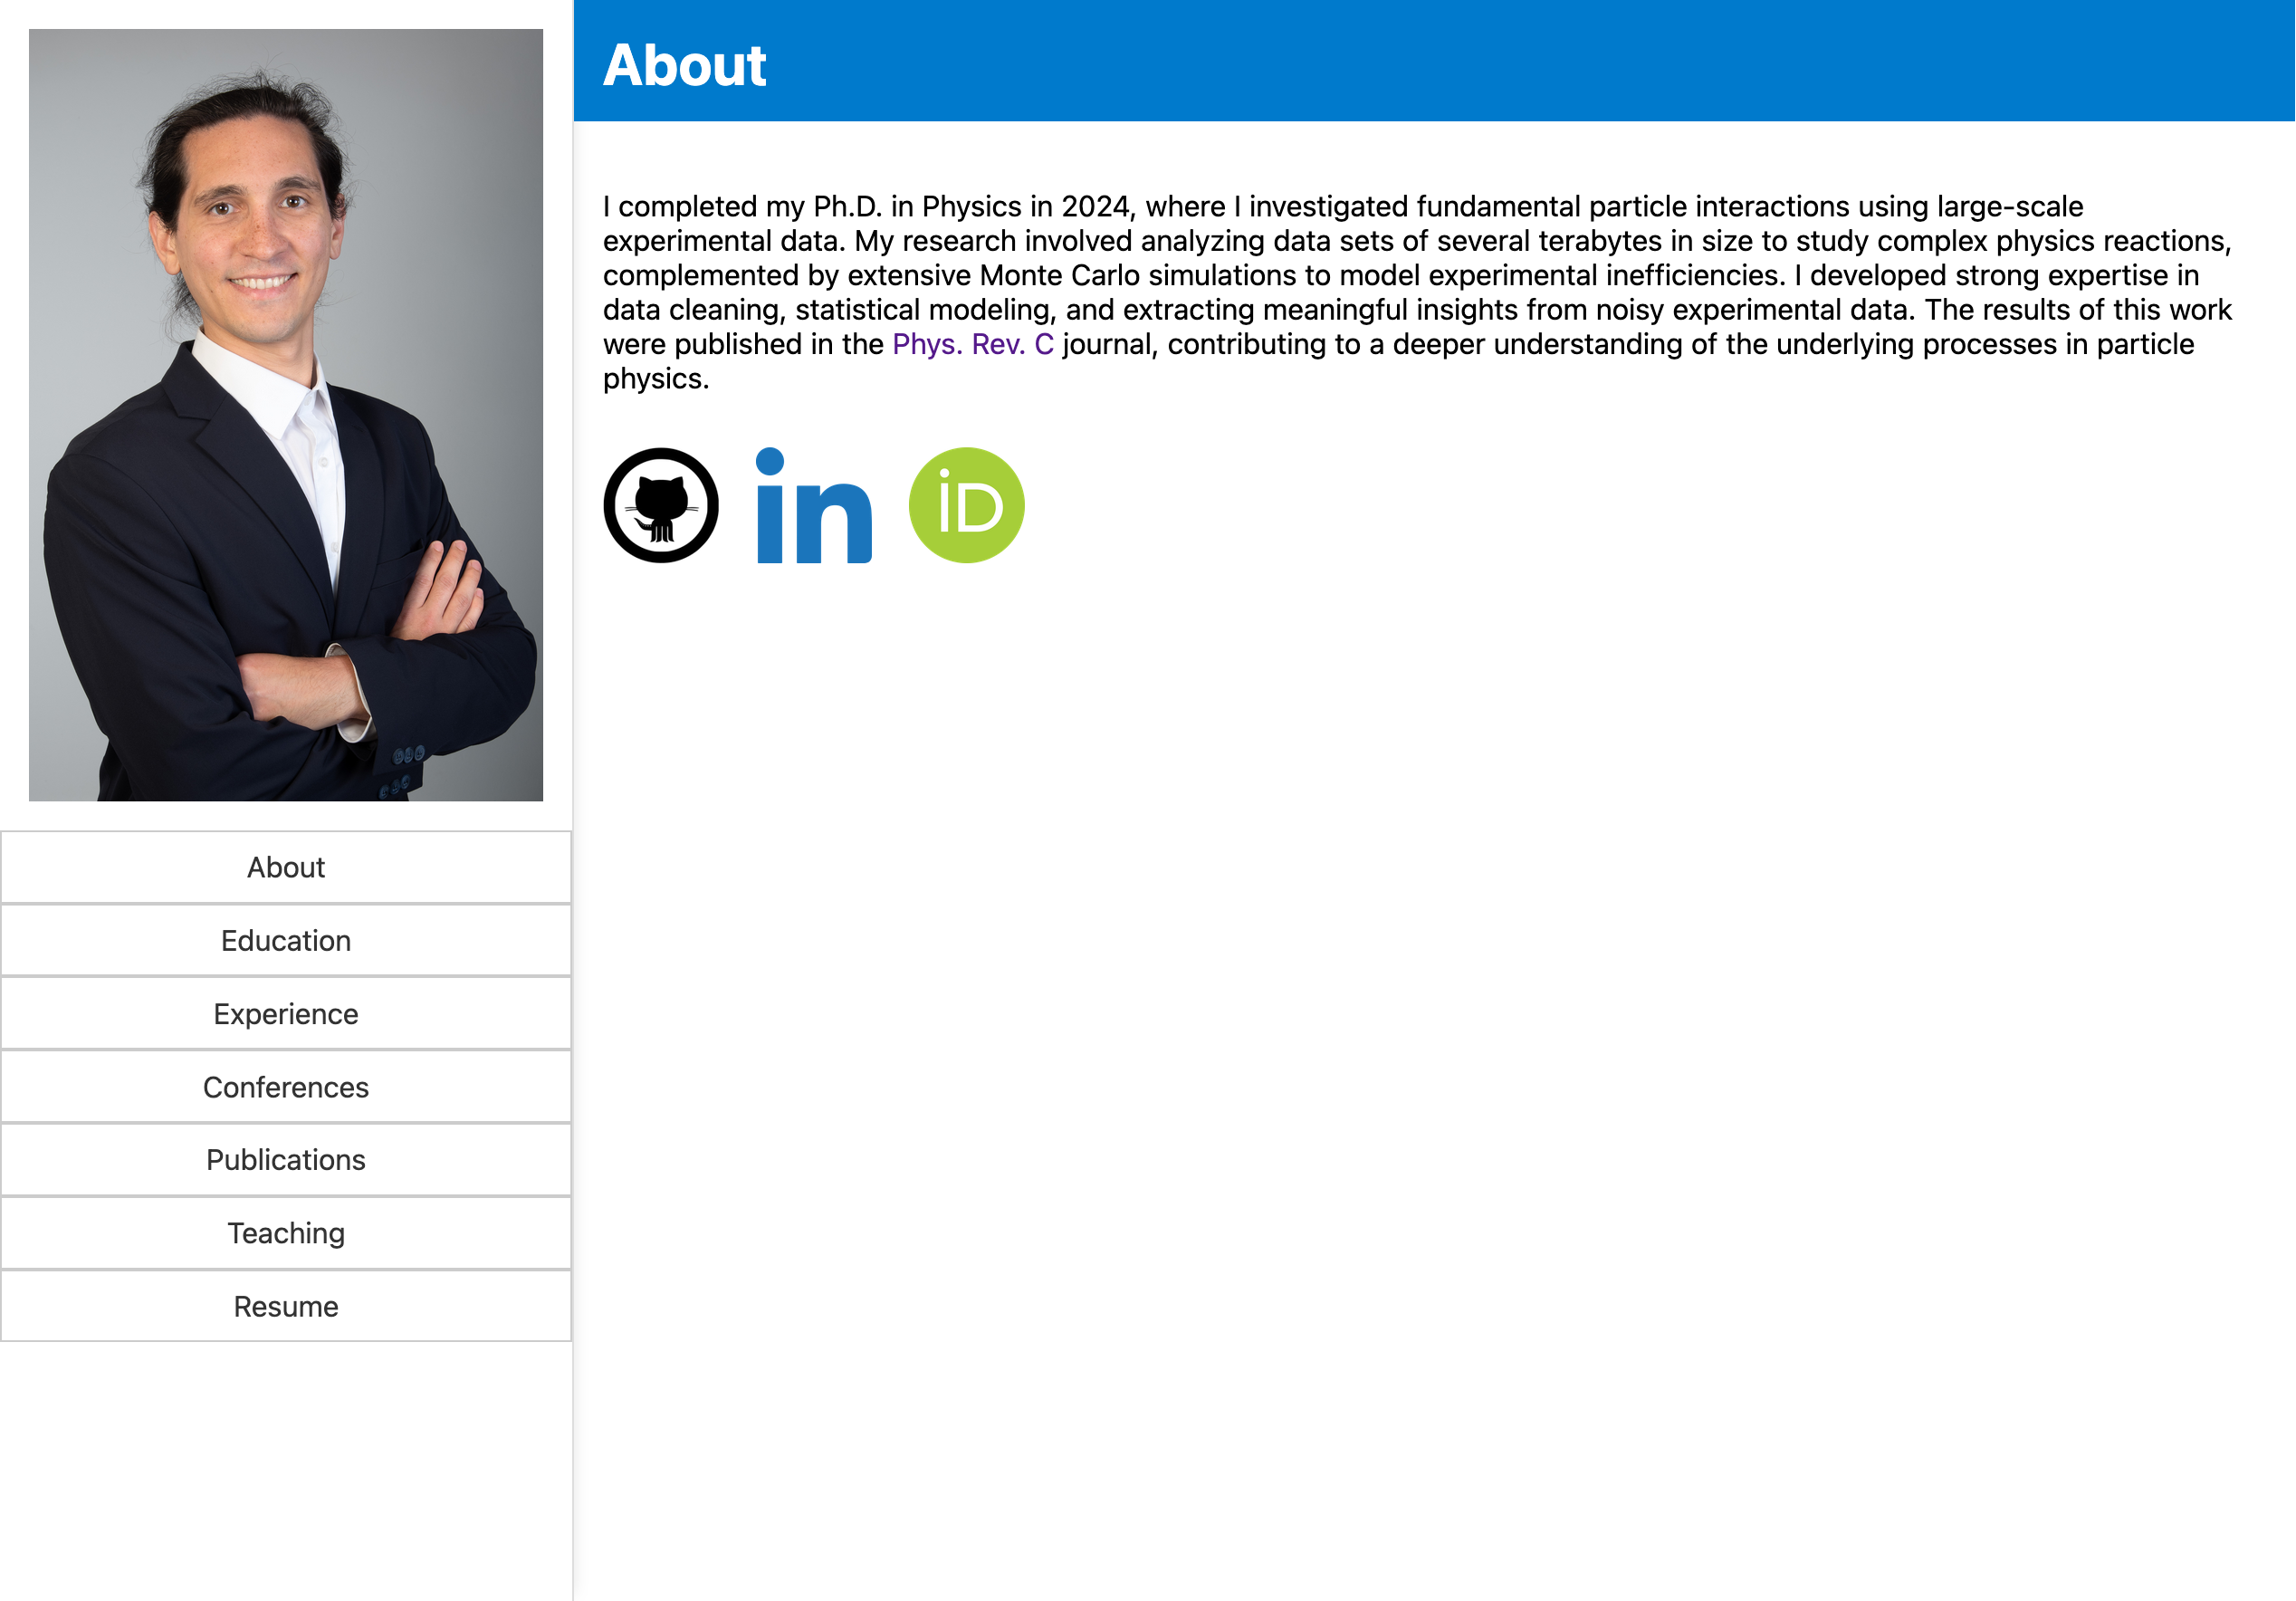 About
I completed my Ph.D. in Physics in 2024, where I investigated fundamental particle interactions using large-scale
experimental data. My research involved analyzing data sets of several terabytes in size to study complex physics reactions,
complemented by extensive Monte Carlo simulations to model experimental inefficiencies. I developed strong expertise in
data cleaning, statistical modeling, and extracting meaningful insights from noisy experimental data. The results of this work
were published in the Phys. Rev. C journal, contributing to a deeper understanding of the underlying processes in particle
physics.
in
iD
About
Education
Experience
Conferences
Publications
Teaching
Resume